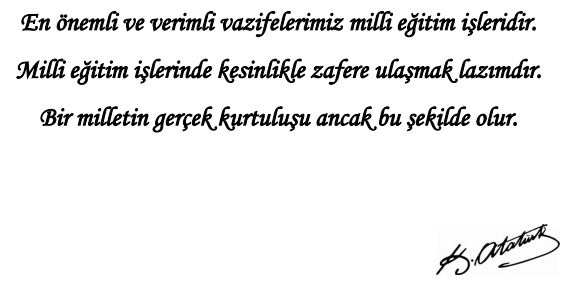 En önemli ve verimli vazifelerimiz milli eğitim işleridir.
Milli eğitim işlerinde kesinlikle zafere ulaşmak lazımdır.
Bir milletin gerçek kurtuluşu ancak bu şekilde olur.
K. Atatürk